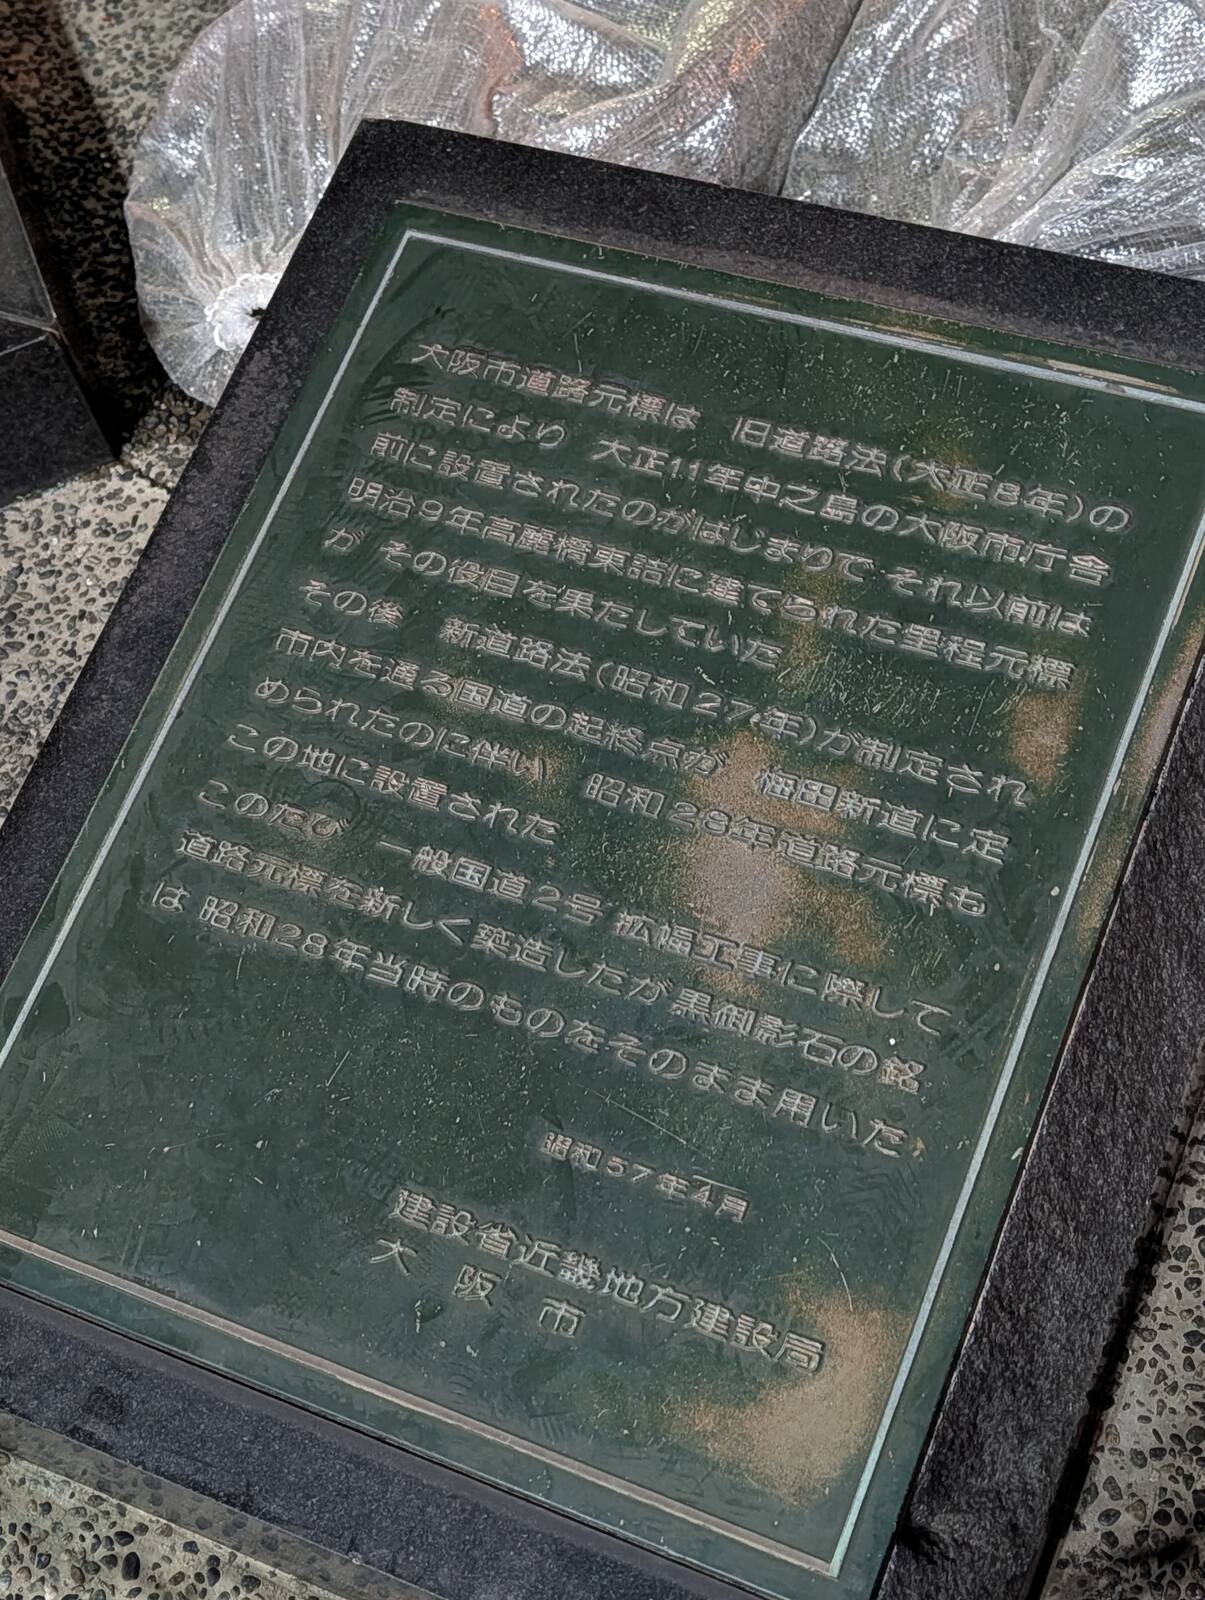 大阪市道路元標は 旧道路法(大正8年)の
制定により 大正11年中之島の大阪市庁舎
前に設置されたのがはじまりで それ以前は
明治9年高麗橋東詰に建てられた里程元標
が その役目を果たしていた
その後 新道路法(昭和27年)が制定され
市内を通る国道の起終点が 梅田新道に定
められたのに伴い 昭和28年道路元標も
この地に設置された
このたび 一般国道2号 拡幅工事に際して
道路元標を新しく築造したが黒御影石の銘
は 昭和28年当時のものをそのまま用いた
昭和57年4月
建設省近畿地方建設局
大阪市